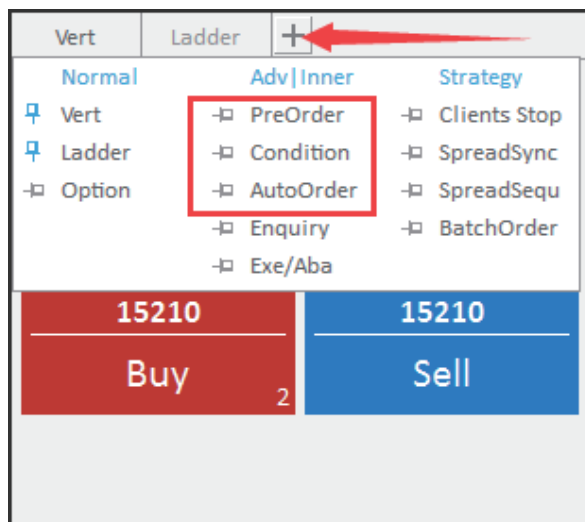 Vert Ladder +
Normal Adv|Inner Strategy
Vert PreOrder Clients Stop
Ladder Condition SpreadSync
Option AutoOrder SpreadSequ
Enquiry BatchOrder
Exe/Aba
15210 15210
Buy 2 Sell